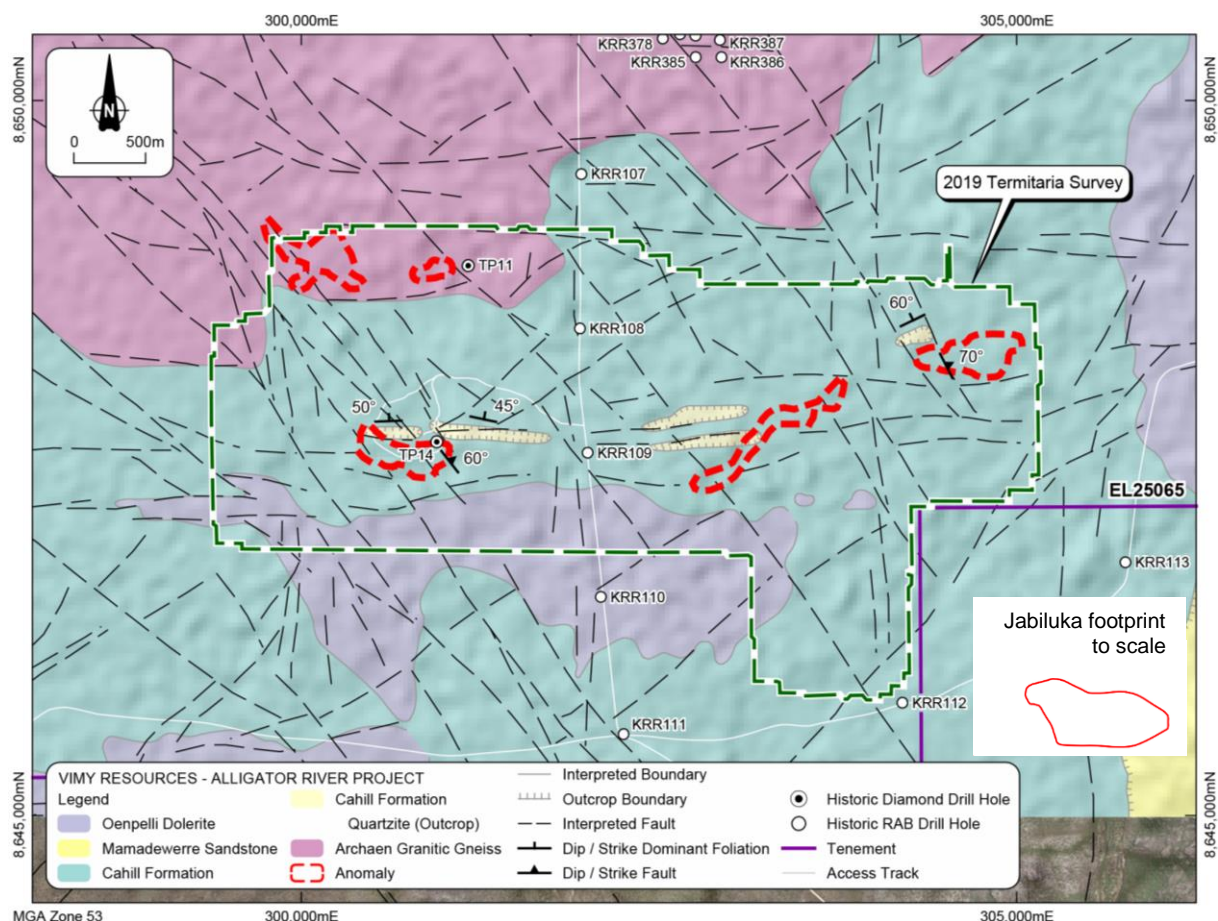 300,000mE
305,000mE
8,650,000mN
8,650,000mN
N
0 500m
KRR378
KRR387
KRR385
KRR386
KRR107
2019 Termitaria Survey
TP11
KRR108
60°
70°
50°
45°
TP14
60°
KRR109
EL25065
KRR113
KRR110
Jabiluka footprint
to scale
KRR112
KRR111
8,645,000mN
8,645,000mN
VIMY RESOURCES - ALLIGATOR RIVER PROJECT
Legend
Oenpelli Dolerite
Mamadewerre Sandstone
Cahill Formation
Cahill Formation
Quartzite (Outcrop)
Archaen Granitic Gneiss
Anomaly
Interpreted Boundary
Outcrop Boundary
Interpreted Fault
Dip / Strike Dominant Foliation
Dip / Strike Fault
Historic Diamond Drill Hole
Historic RAB Drill Hole
Tenement
Access Track
MGA Zone 53
300,000mE
305,000mE